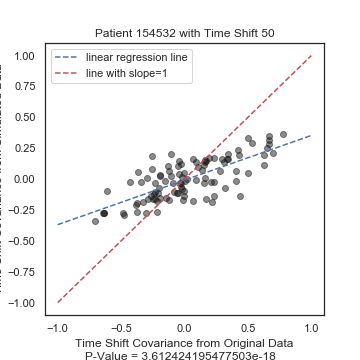 Patient 154532 with Time Shift 50
linear regression line
line with slope=1
1.00
0.75
0.50
0.25
0.00
−0.25
−0.50
−0.75
−1.00
−1.0
−0.5
0.0
0.5
1.0
Time Shift Covariance from Original Data
P-Value = 3.612424195477503e-18